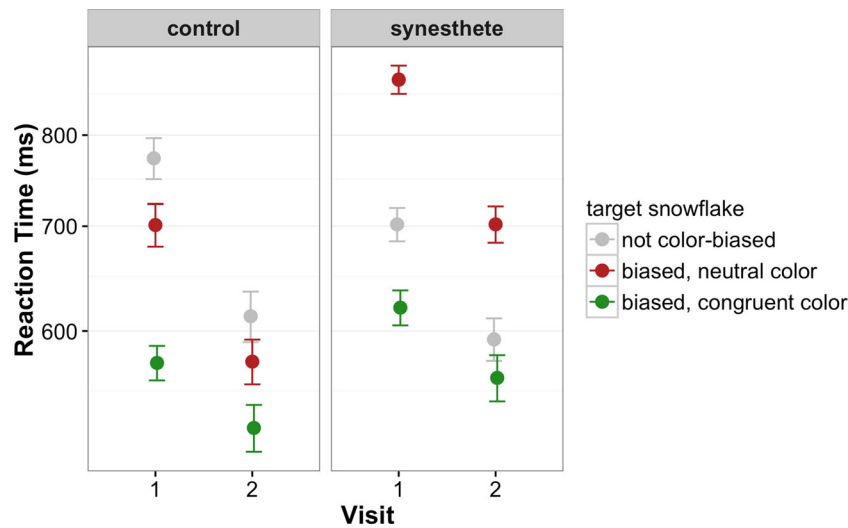 control
synesthete
Reaction Time (ms)
800
700
600
1
2
1
2
Visit
target snowflake
not color-biased
biased, neutral color
biased, congruent color